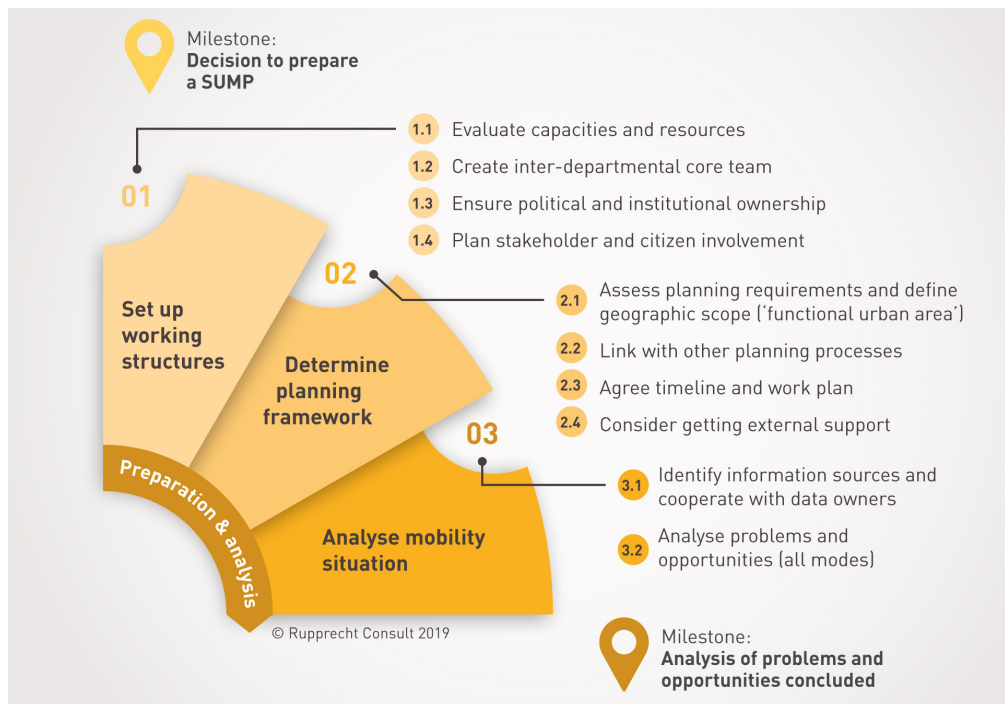 Milestone:
Decision to prepare
a SUMP
01
1.1 Evaluate capacities and resources
1.2 Create inter-departmental core team
1.3 Ensure political and institutional ownership
1.4 Plan stakeholder and citizen involvement
Set up
working
structures
02
2.1 Assess planning requirements and define
geographic scope (‘functional urban area’)
2.2 Link with other planning processes
2.3 Agree timeline and work plan
2.4 Consider getting external support
Determine
planning
framework
03
3.1 Identify information sources and
cooperate with data owners
3.2 Analyse problems and
opportunities (all modes)
Analyse mobility
situation
Preparation & analysis
© Rupprecht Consult 2019
Milestone:
Analysis of problems and
opportunities concluded